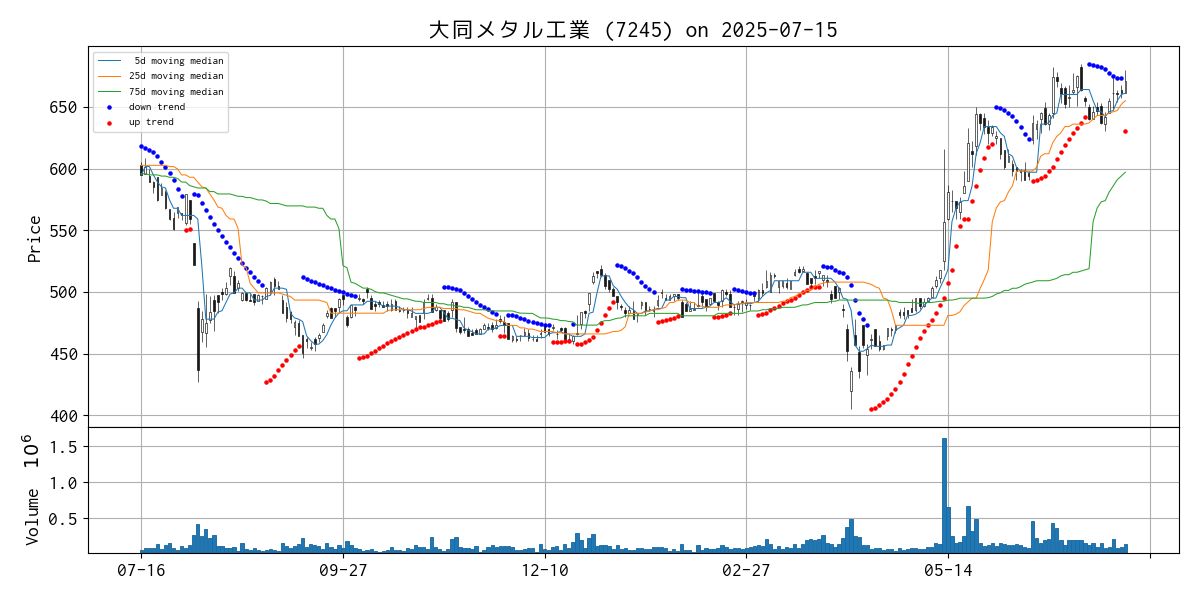 大同メタル工業 (7245) on 2025-07-15
5d moving median
25d moving median
75d moving median
down trend
up trend
Price
650
600
550
500
450
400
Volume 10^6
1.5
1.0
0.5
07-16
09-27
12-10
02-27
05-14